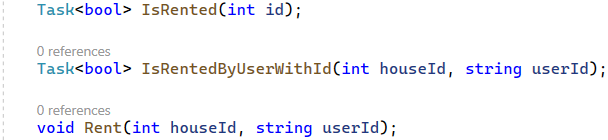 Task<bool> IsRented(int id);
0 references
Task<bool> IsRentedByUserWithId(int houseId, string userId);
0 references
void Rent(int houseId, string userId);